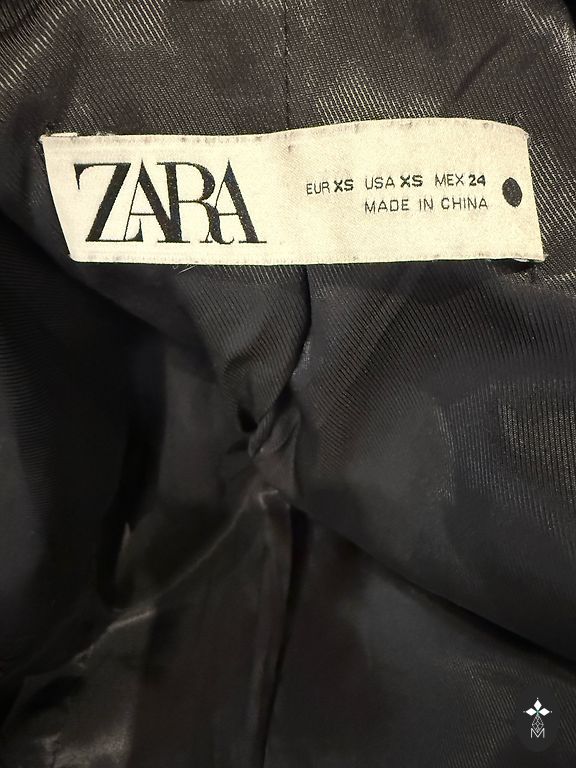 ZARA
EUR XS USA XS MEX 24
MADE IN CHINA
M